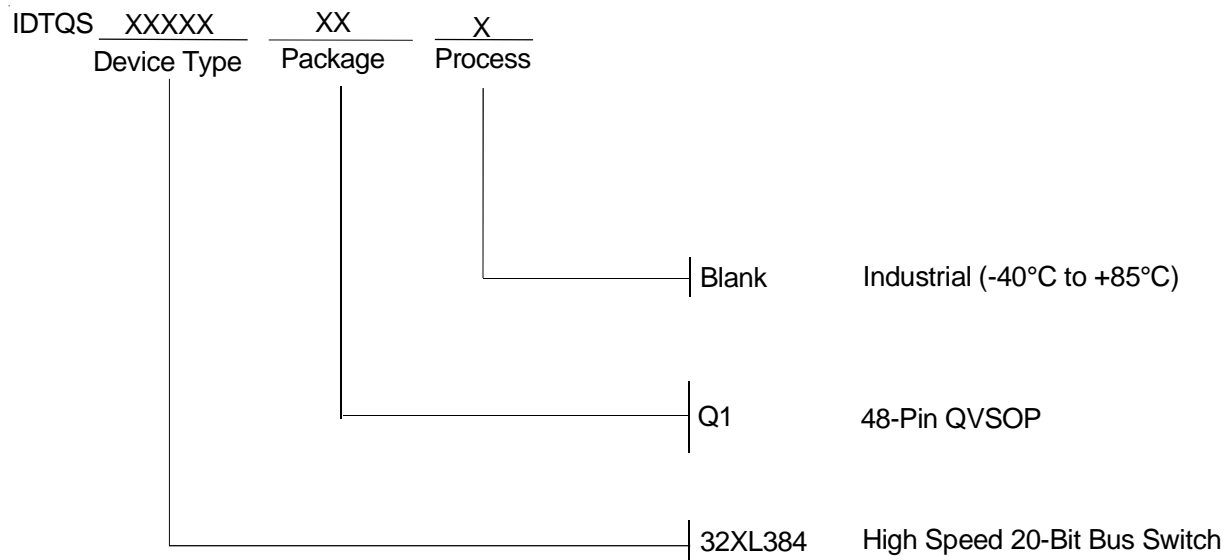 IDTQS XXXXX XX X
Device Type Package Process
Blank Industrial (-40°C to +85°C)
Q1 48-Pin QVSOP
32XL384 High Speed 20-Bit Bus Switch